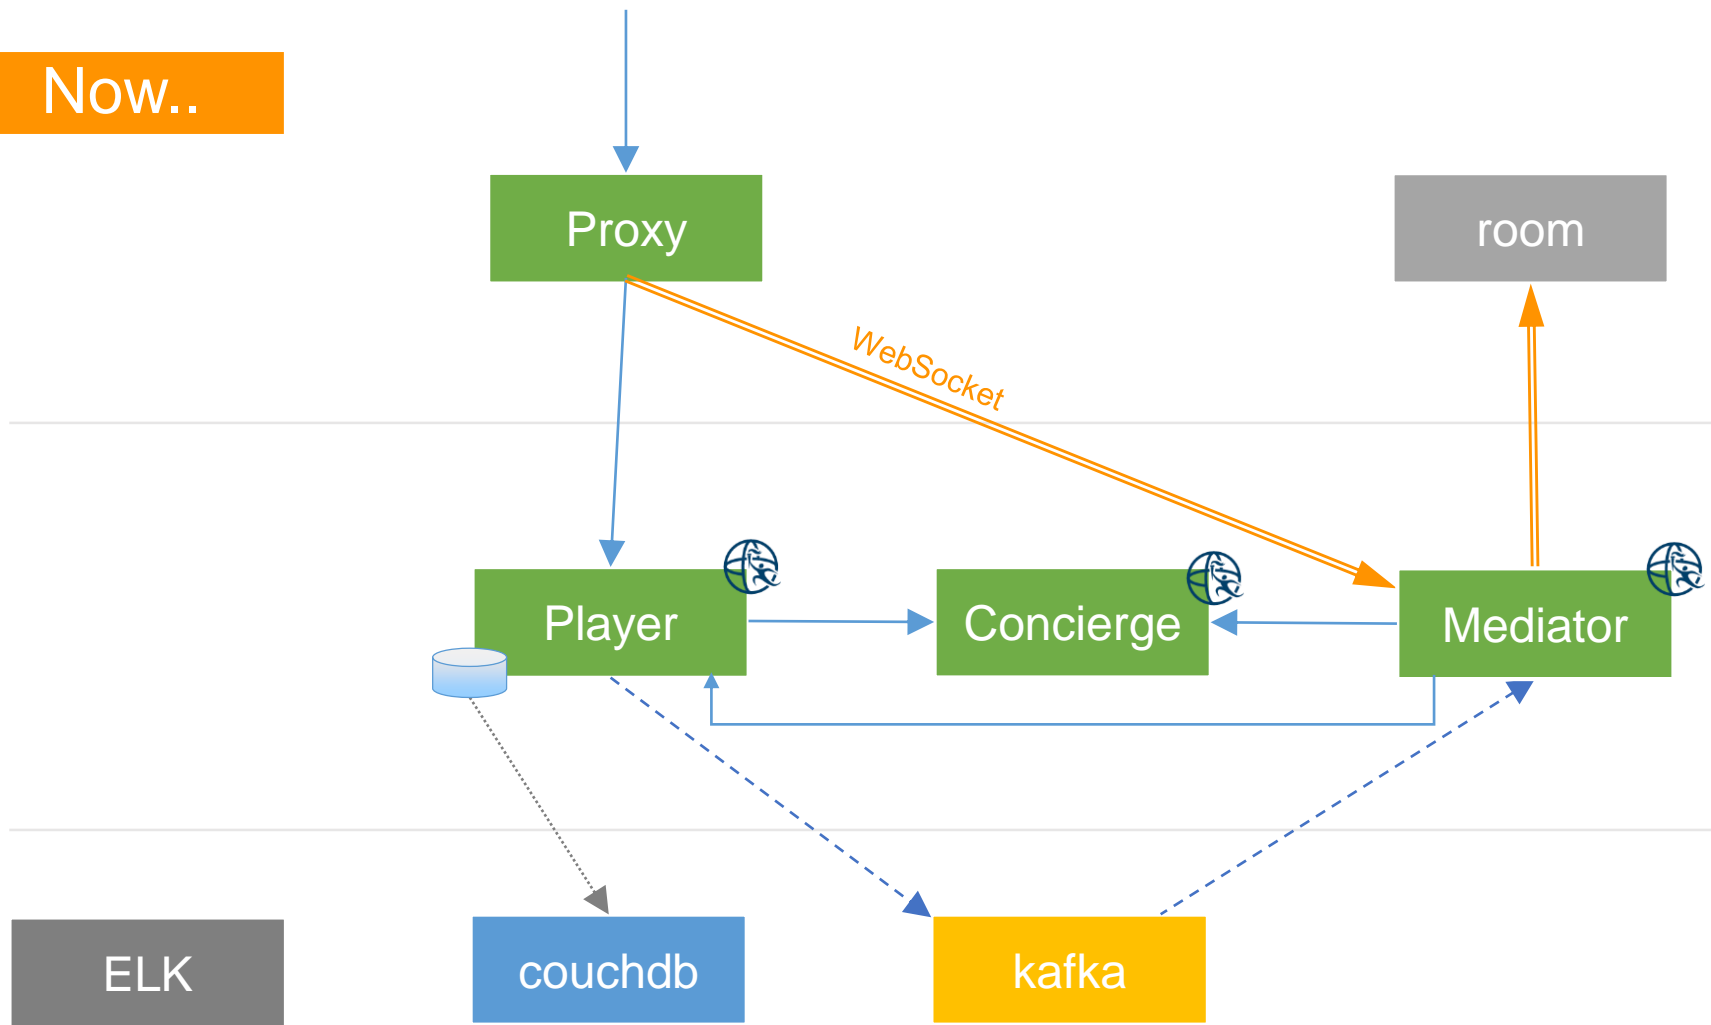 Now..
Proxy
room
WebSocket
Player
Concierge
Mediator
ELK
couchdb
kafka